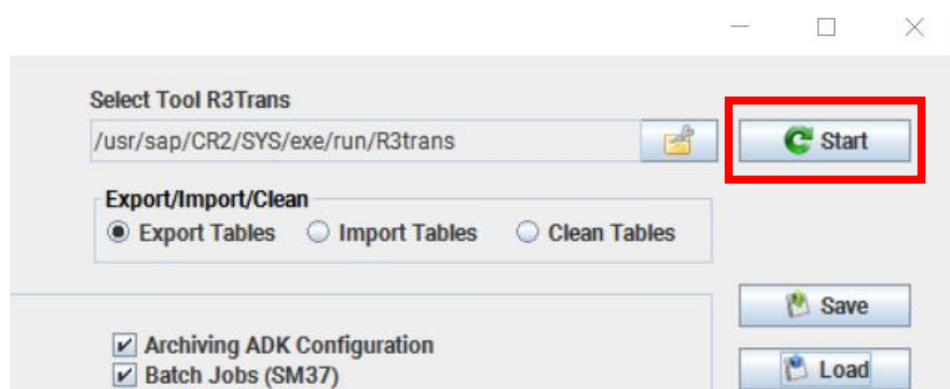 Select Tool R3Trans
/usr/sap/CR2/SYS/exe/run/R3trans
Start
Export/Import/Clean
Export Tables Import Tables Clean Tables
Save
Archiving ADK Configuration
Batch Jobs (SM37)
Load